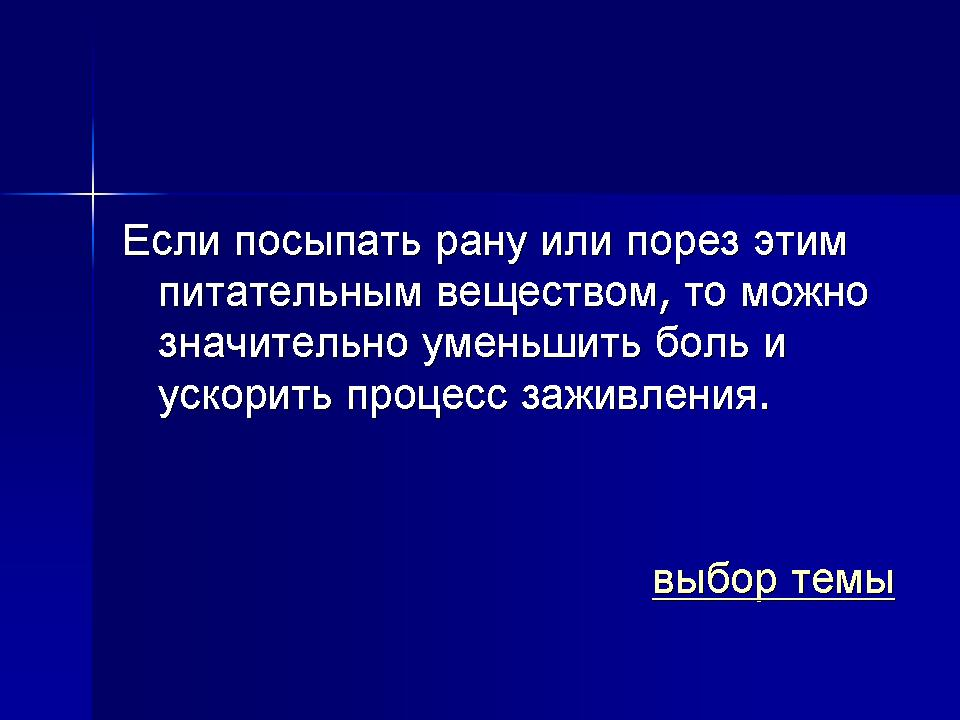 Если посыпать рану или порез этим
питательным веществом, то можно
значительно уменьшить боль и
ускорить процесс заживления.
выбор темы